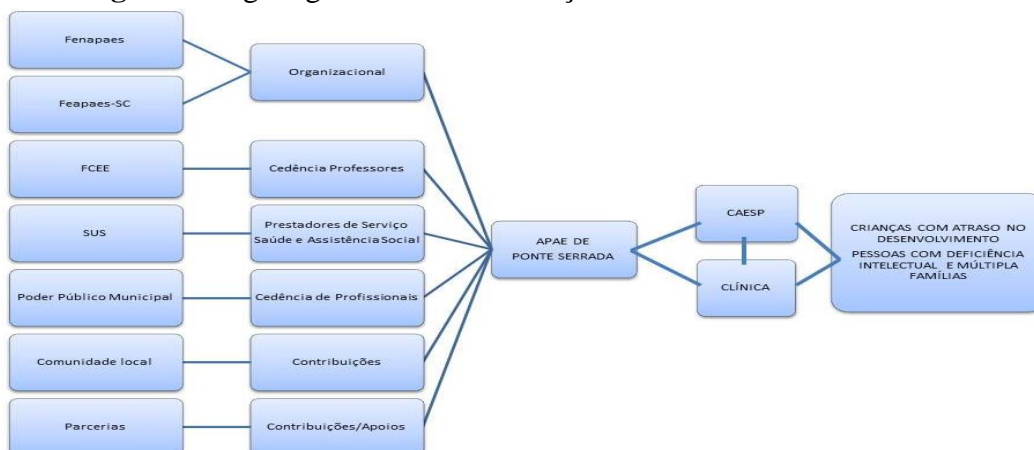 Fenapaes
Organizacional
Feapaes-SC
FCEE
Cedência Professores
SUS
Prestadores de Serviço
Saúde e Assistência Social
Poder Público Municipal
Cedência de Profissionais
Comunidade local
Contribuições
Parcerias
Contribuições/Apoios
APAE DE
PONTE SERRADA
CAESP
CLÍNICA
CRIANÇAS COM ATRASO NO
DESENVOLVIMENTO
PESSOAS COM DEFICIÊNCIA
INTELECTUAL E MÚLTIPLA
FAMÍLIAS